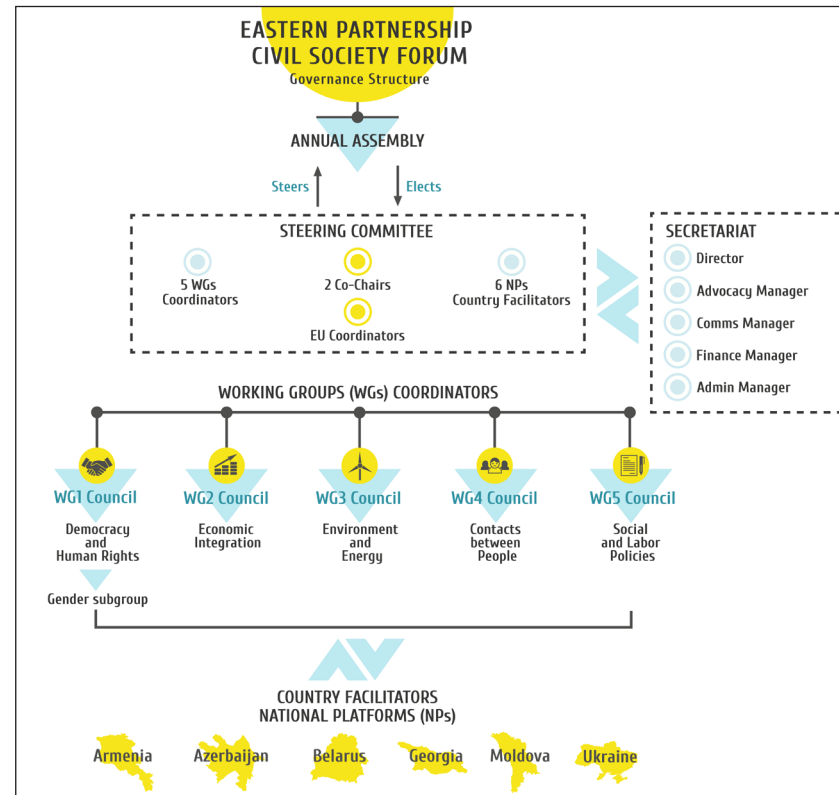 EASTERN PARTNERSHIP
CIVIL SOCIETY FORUM
Governance Structure
ANNUAL ASSEMBLY
Steers
Elects
STEERING COMMITTEE
5 WGs
Coordinators
2 Co-Chairs
EU Coordinators
6 NPs
Country Facilitators
SECRETARIAT
Director
Advocacy Manager
Comms Manager
Finance Manager
Admin Manager
WORKING GROUPS (WGs) COORDINATORS
WG1 Council
Democracy
and
Human Rights
Gender subgroup
WG2 Council
Economic
Integration
WG3 Council
Environment
and
Energy
WG4 Council
Contacts
between
People
WG5 Council
Social
and Labor
Policies
COUNTRY FACILITATORS
NATIONAL PLATFORMS (NPs)
Armenia
Azerbaijan
Belarus
Georgia
Moldova
Ukraine